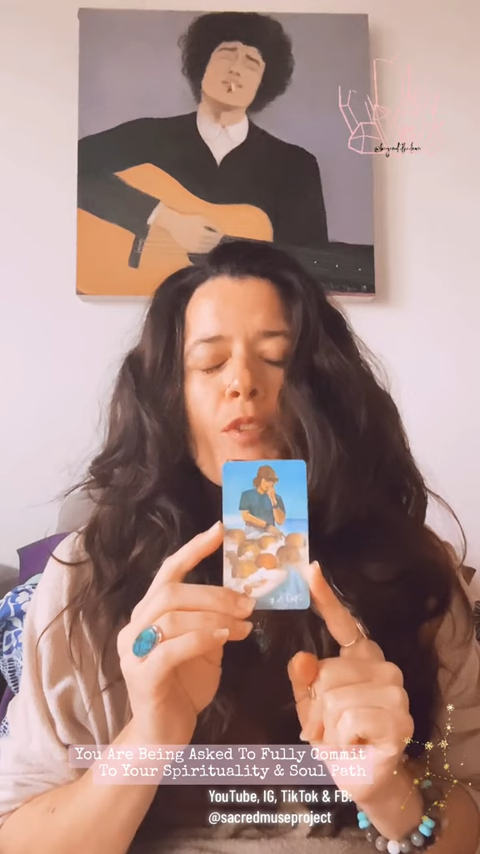 You Are Being Asked To Fully Commit
To Your Spirituality & Soul Path
YouTube, IG, TikTok & FB:
@sacredmuseproject